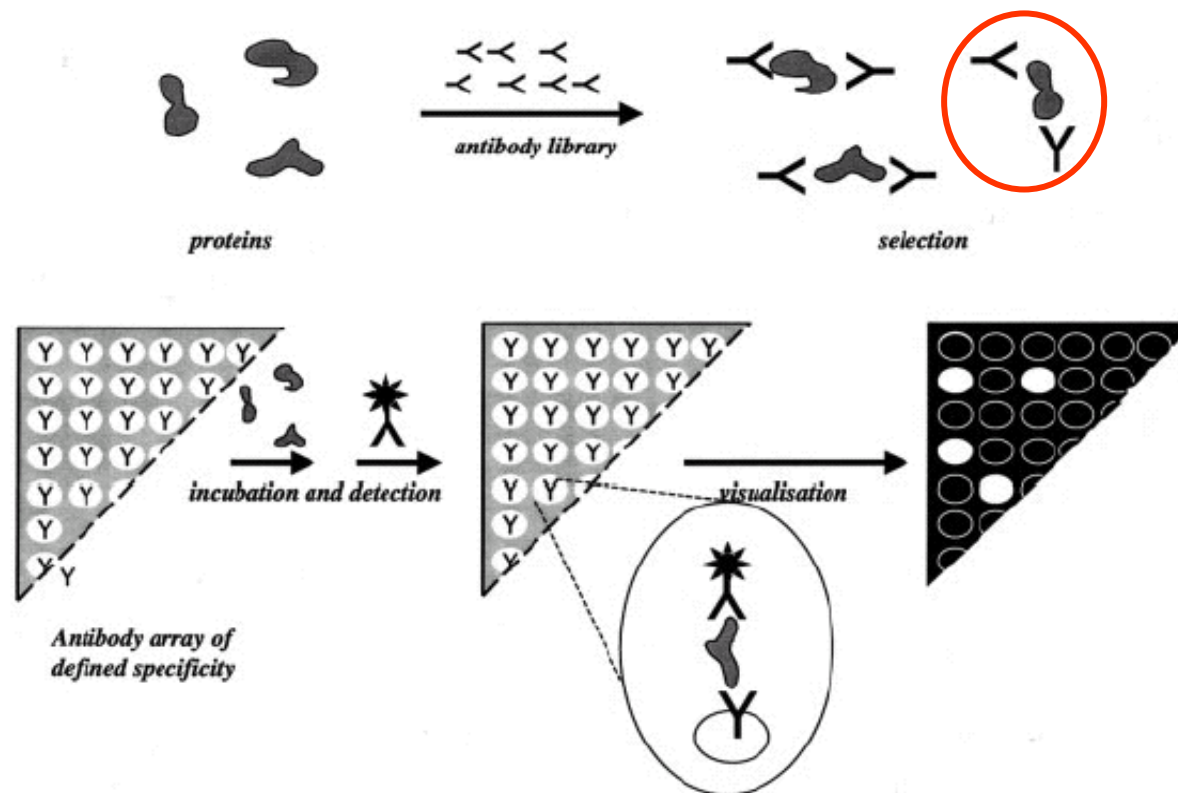 antibody library
proteins
selection
incubation and detection
visualisation
Antibody array of
defined specificity